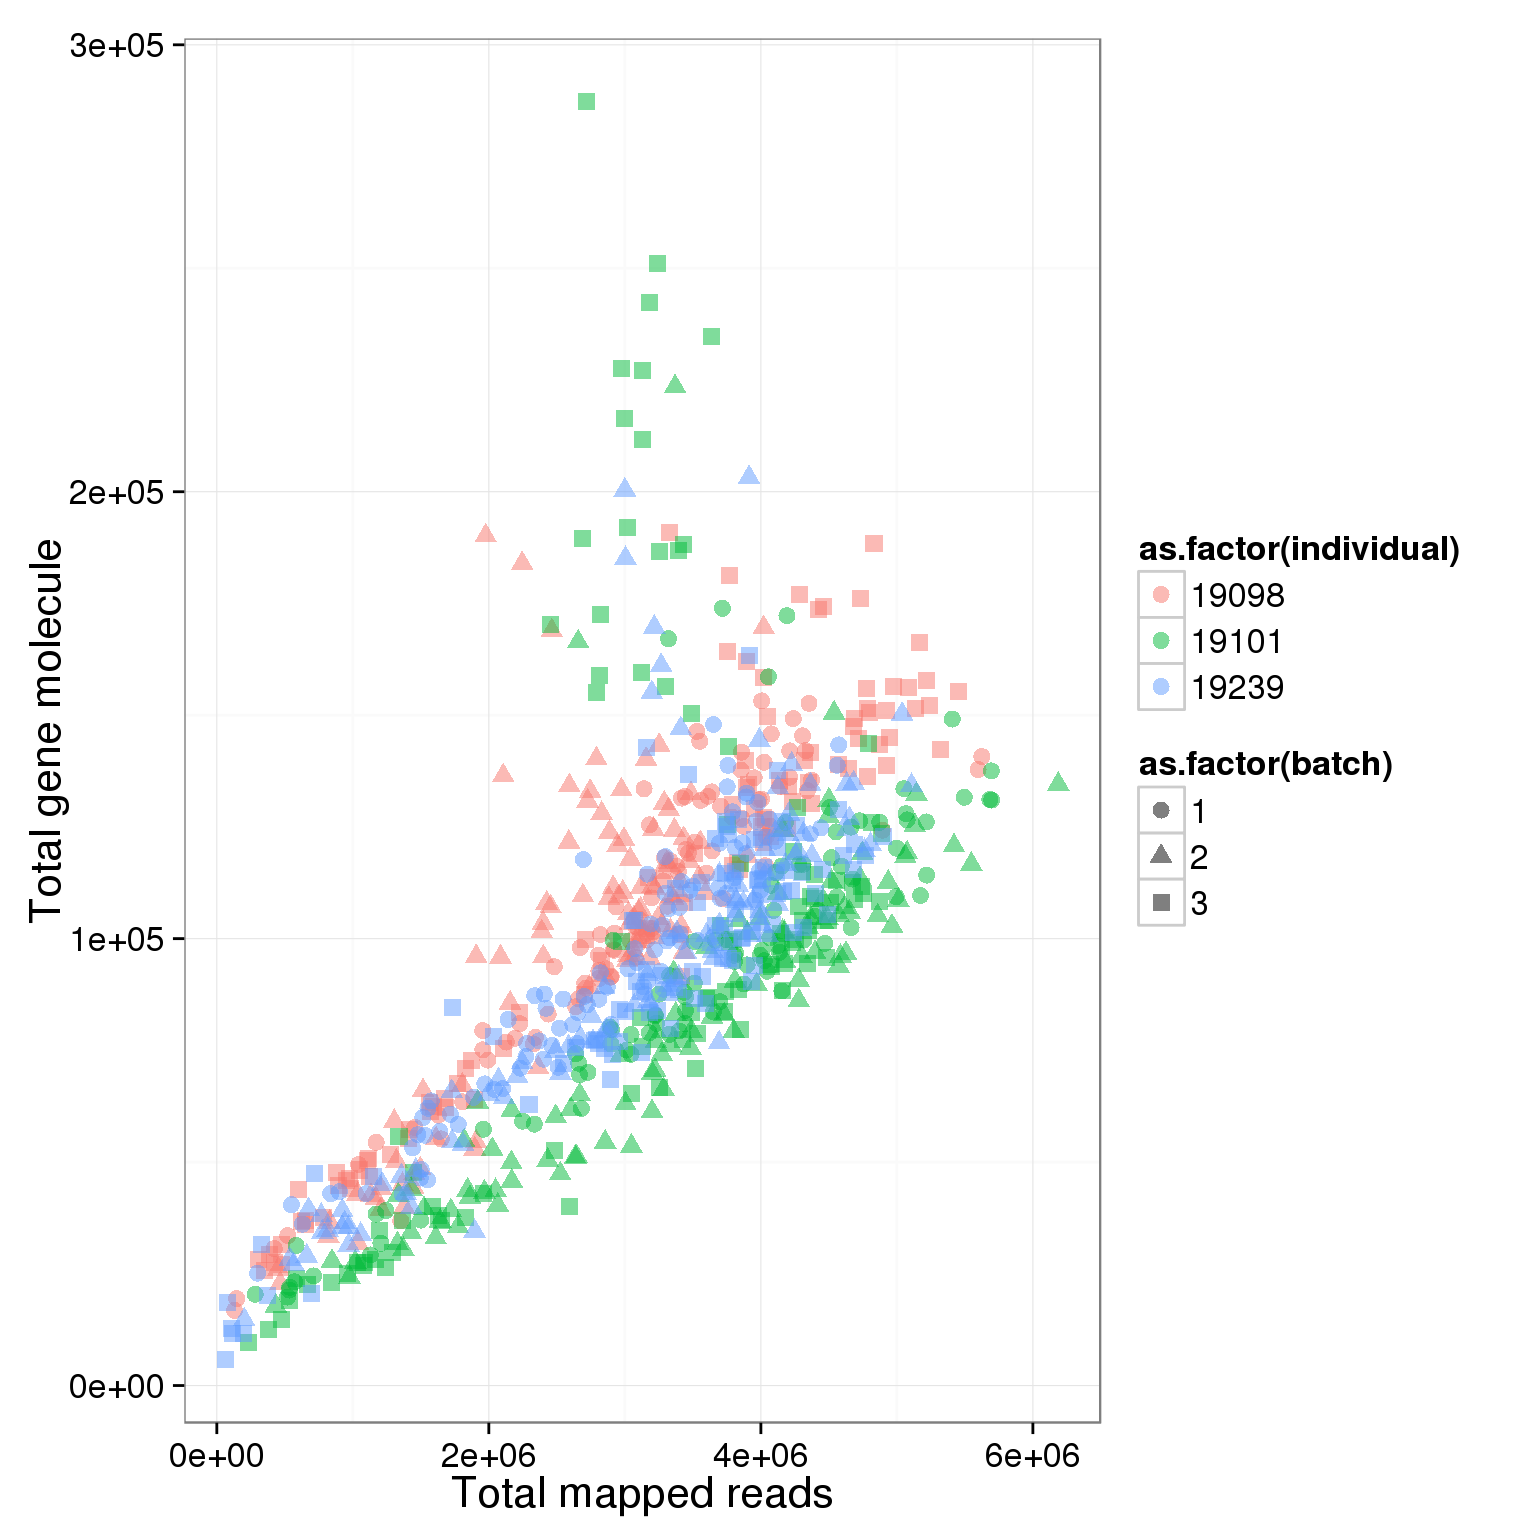 3e+05
2e+05
1e+05
0e+00
Total gene molecule
0e+00 2e+06 4e+06 6e+06
Total mapped reads
as.factor(individual)
19098
19101
19239
as.factor(batch)
1
2
3